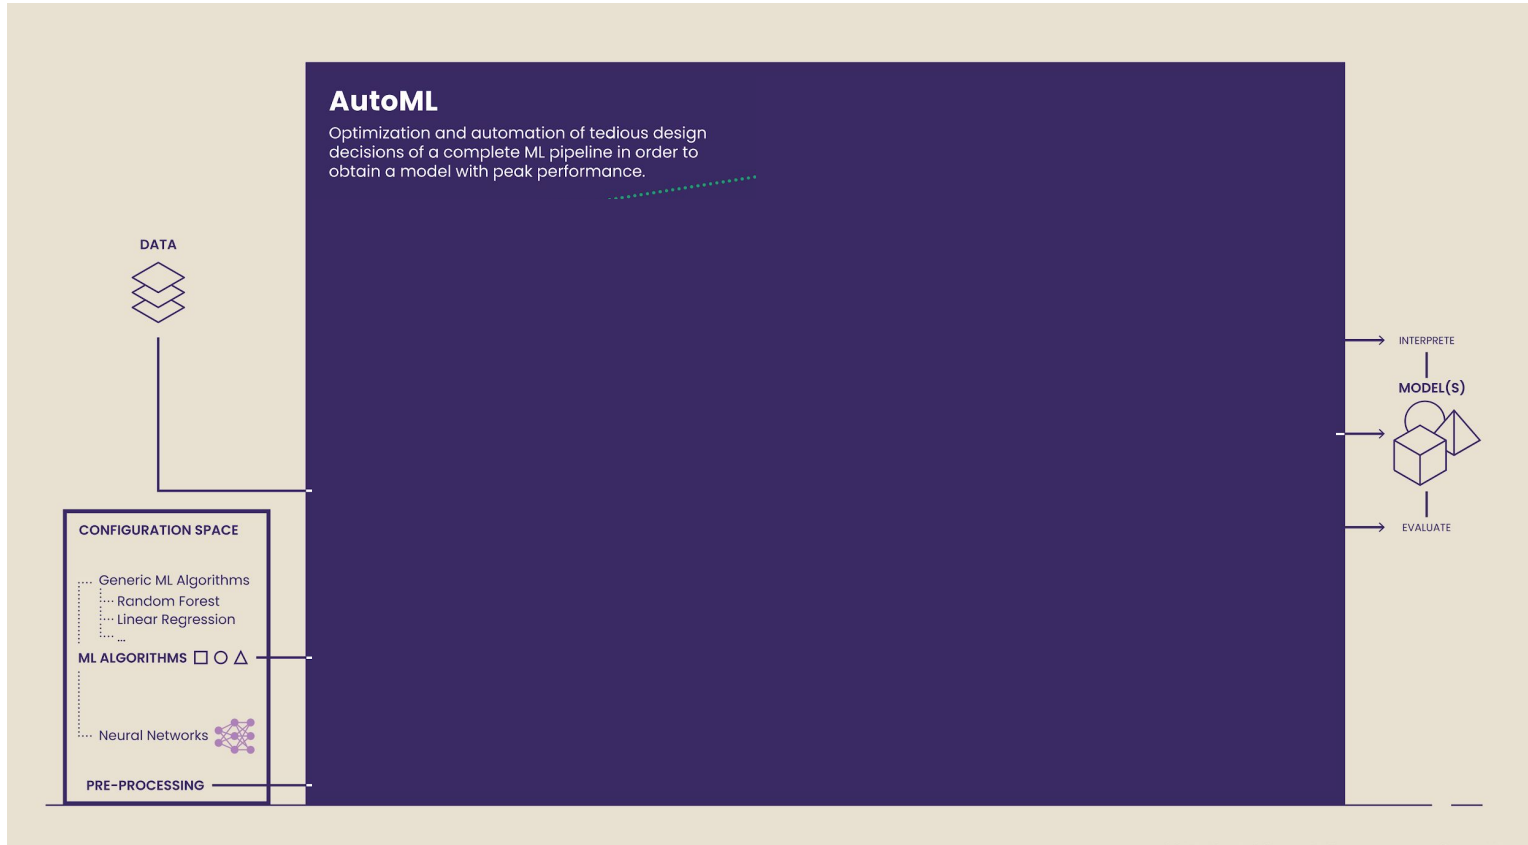 AutoML
Optimization and automation of tedious design
decisions of a complete ML pipeline in order to
obtain a model with peak performance.
DATA
CONFIGURATION SPACE
Generic ML Algorithms
Random Forest
Linear Regression
...
ML ALGORITHMS
Neural Networks
PRE-PROCESSING
INTERPRETE
MODEL(S)
EVALUATE